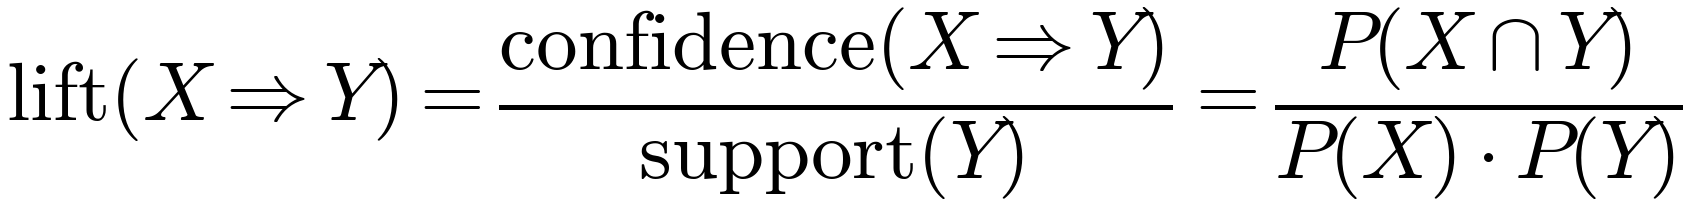 lift(X ⇒ Y) = confidence(X ⇒ Y) / support(Y) = P(X ∩ Y) / P(X) · P(Y)